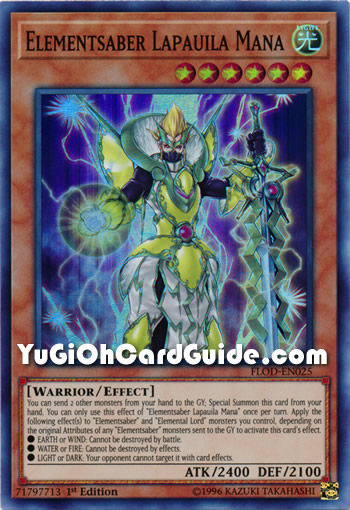 ELEMENTSABER LAPAUILA MANA
LIGHT
光
YuGiOhCardGuide.com
FLOD-EN025
[WARRIOR/EFFECT]
You can send 2 other monsters from your hand to the GY; Special Summon this card from your
hand. You can only use this effect of "Elementsaber Lapauila Mana" once per turn. Apply the
following effect(s) to "Elementsaber" and "Elemental Lord" monsters you control, depending on
the original Attributes of any "Elementsaber" monsters sent to the GY to activate this card's effect.
● EARTH or WIND: Cannot be destroyed by battle.
● WATER or FIRE: Cannot be destroyed by effects.
● LIGHT or DARK: Your opponent cannot target it with card effects.
ATK/2400 DEF/2100
71797713 1st Edition ©1996 KAZUKI TAKAHASHI